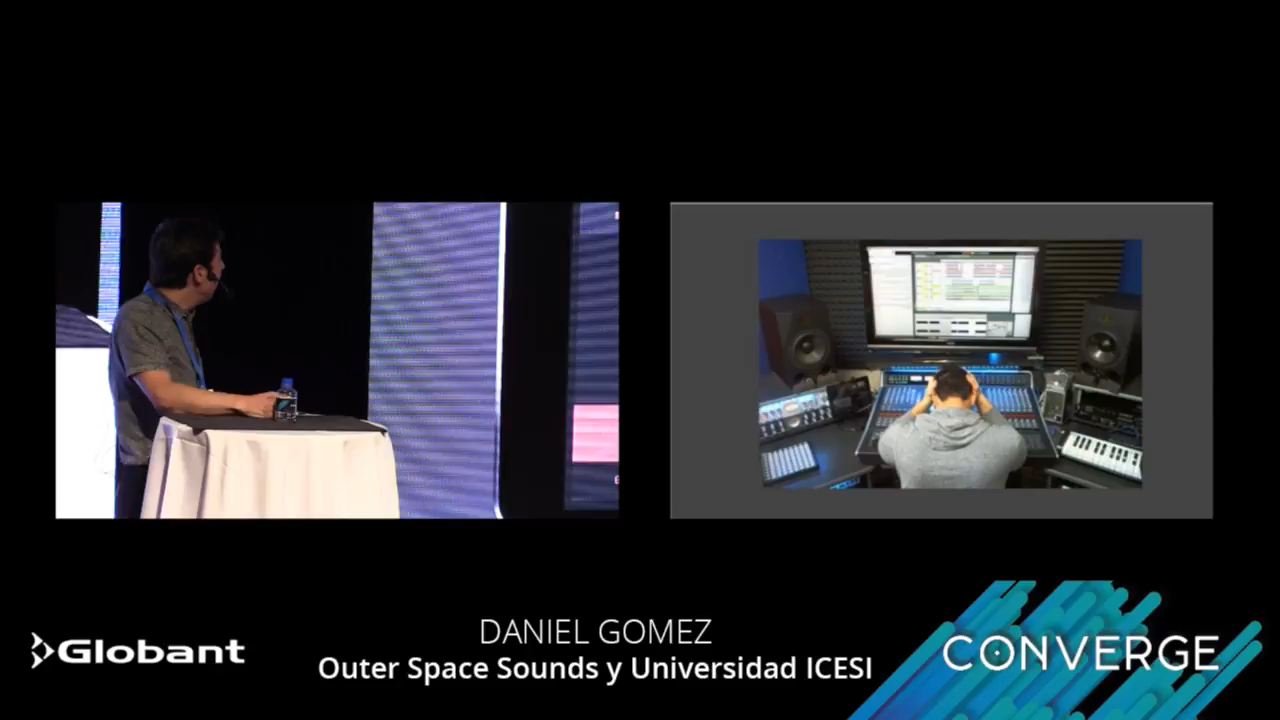 Globant
DANIEL GOMEZ
Outer Space Sounds y Universidad ICESI
CONVERGE